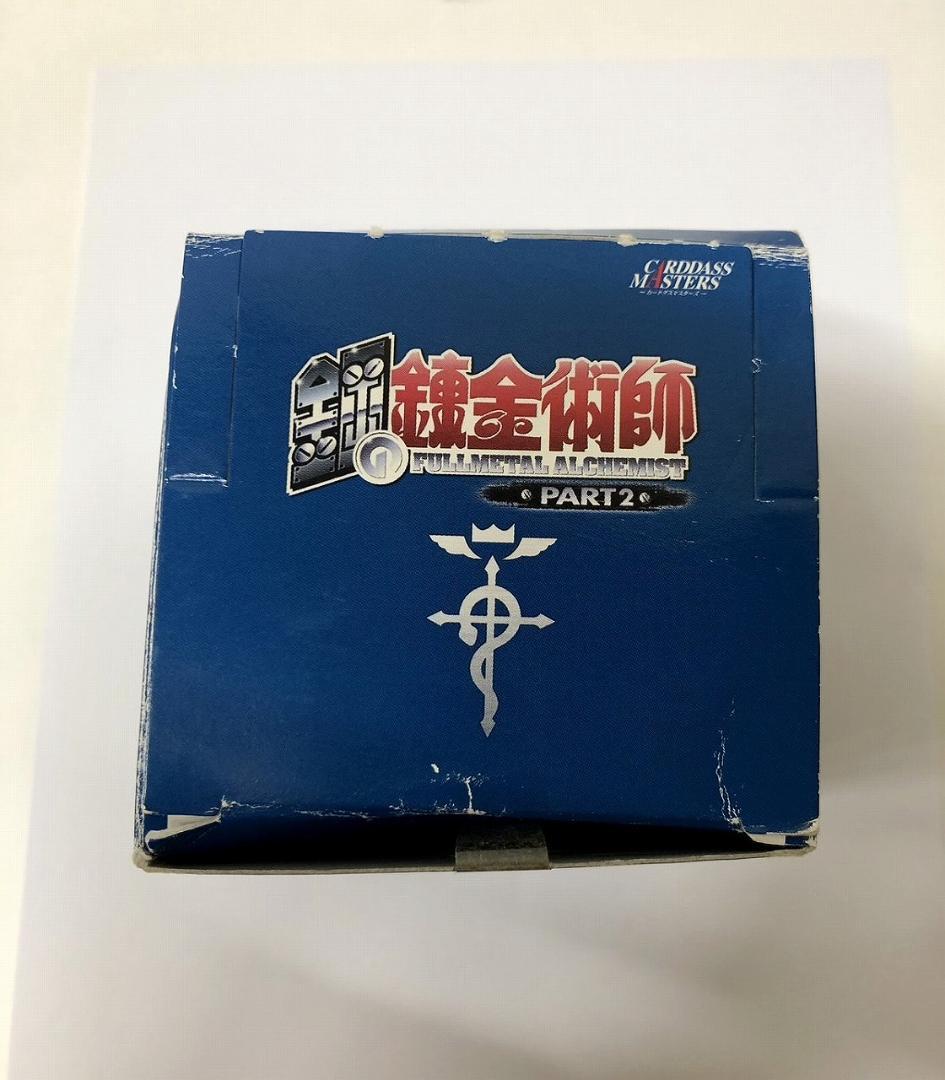 CARDDASS
MASTERS
ーカードダスマスターズー
鋼の錬金術師
FULLMETAL ALCHEMIST
PART2